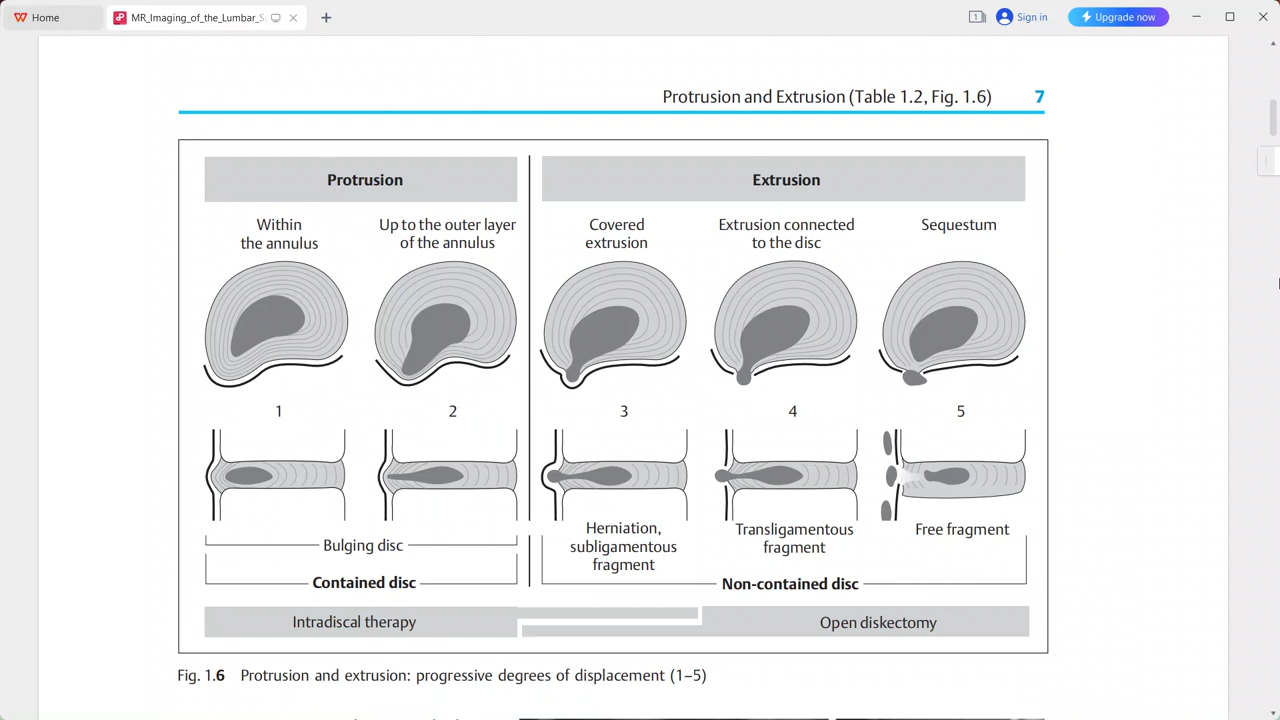 Home
MR_Imaging_of_the_Lumbar_S
1
Sign in
Upgrade now
Protrusion and Extrusion (Table 1.2, Fig. 1.6) 7
Protrusion
Extrusion
Within
the annulus
Up to the outer layer
of the annulus
Covered
extrusion
Extrusion connected
to the disc
Sequestum
1
2
3
4
5
Herniation,
subligamentous
fragment
Transligamentous
fragment
Free fragment
Bulging disc
Contained disc
Non-contained disc
Intradiscal therapy
Open diskectomy
Fig. 1.6 Protrusion and extrusion: progressive degrees of displacement (1–5)